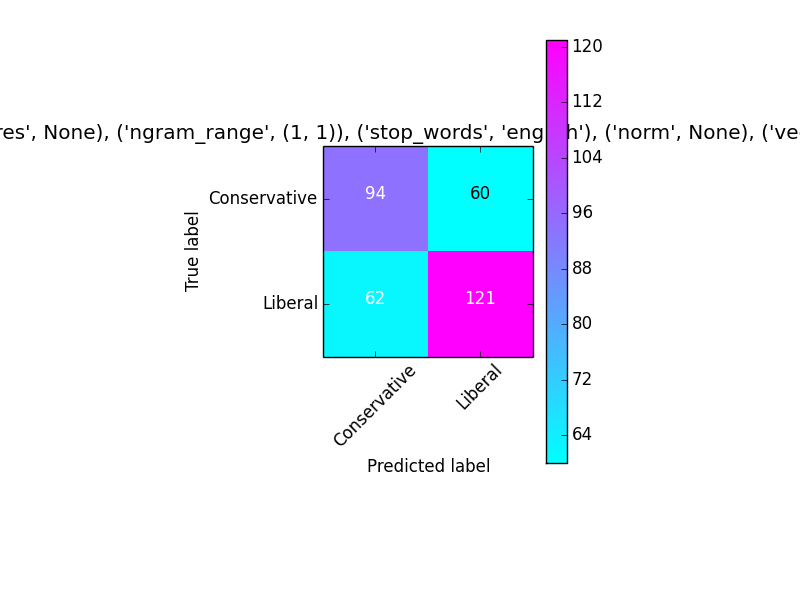 120
112
res', None), ('ngram_range', (1, 1)), ('stop_words', 'english'), ('norm', None), ('ve
104
Conservative 94 60
96
True label
88
Liberal 62 121
80
72
Conservative Liberal
64
Predicted label